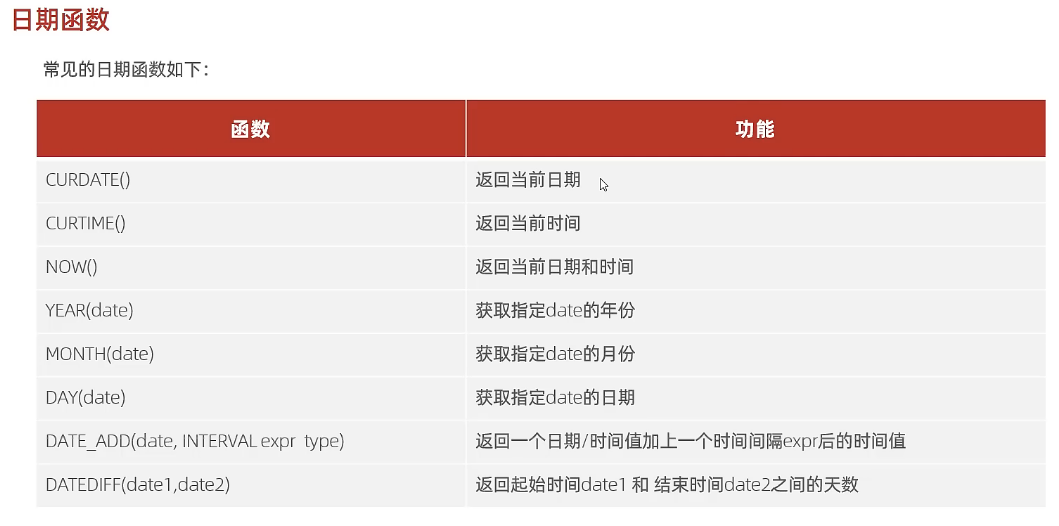 日期函数
常见的日期函数如下：
函数 功能
CURDATE() 返回当前日期
CURTIME() 返回当前时间
NOW() 返回当前日期和时间
YEAR(date) 获取指定date的年份
MONTH(date) 获取指定date的月份
DAY(date) 获取指定date的日期
DATE_ADD(date, INTERVAL expr type) 返回一个日期/时间值加上一个时间间隔expr后的时间值
DATEDIFF(date1,date2) 返回起始时间date1 和 结束时间date2之间的天数